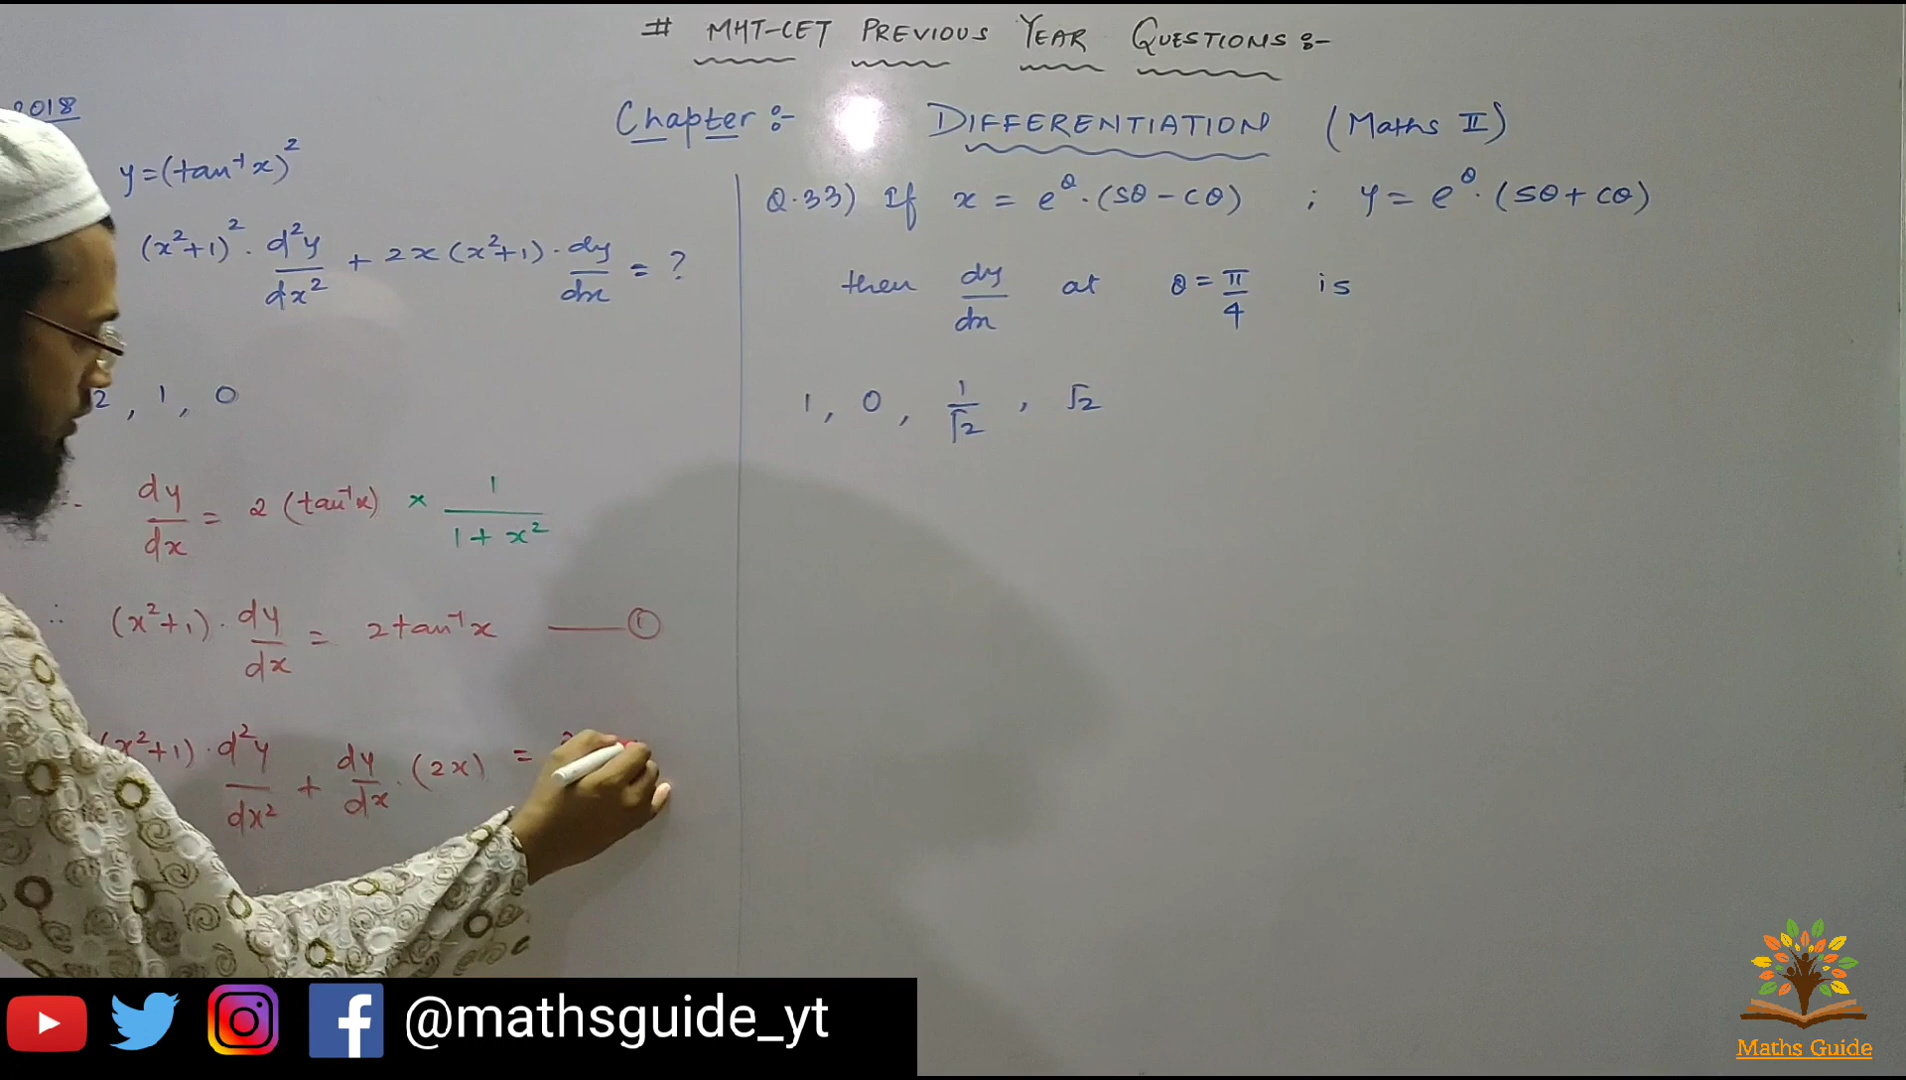 # MHT-CET PREVIOUS YEAR QUESTIONS :-
2018
Chapter :- DIFFERENTIATION (Maths II)
y=(tan⁻¹x)²
(x²+1)² · d²y/dx² + 2x(x²+1) · dy/dx = ?
2, 1, 0
dy/dx = 2 (tan⁻¹x) × 1/(1+x²)
∴ (x²+1) · dy/dx = 2tan⁻¹x —— ①
(x²+1) · d²y/dx² + dy/dx · (2x) =
Q.33) If x = e^θ · (sθ - cθ) ; y = e^θ · (sθ + cθ)
then dy/dx at θ = π/4 is
1, 0, 1/√2, √2
@mathsguide_yt
Maths Guide